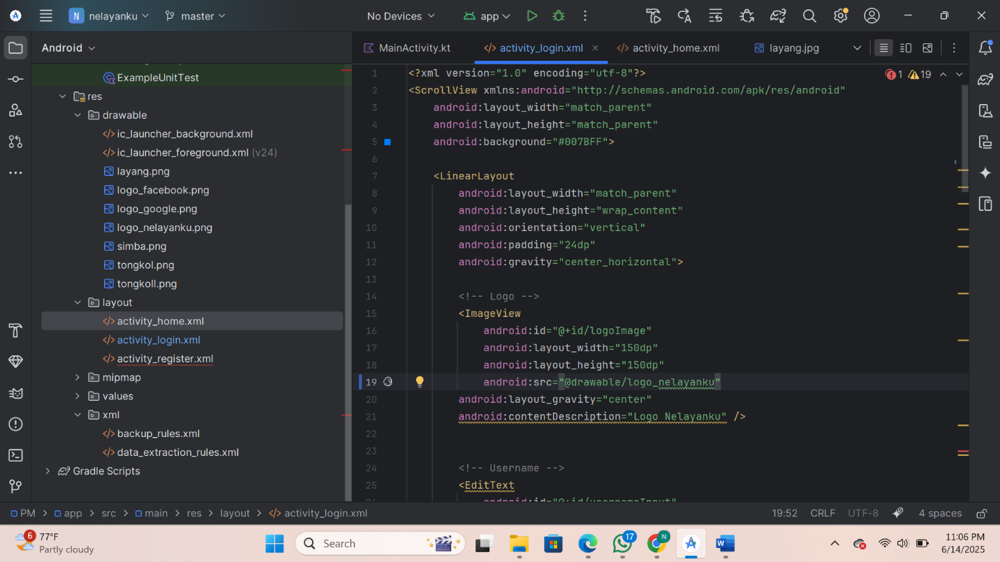 N nelayanku master No Devices app
Android
ExampleUnitTest
res
drawable
ic_launcher_background.xml
ic_launcher_foreground.xml (v24)
layang.png
logo_facebook.png
logo_google.png
logo_nelayanku.png
simba.png
tongkol.png
tongkoll.png
layout
activity_home.xml
activity_login.xml
activity_register.xml
mipmap
values
xml
backup_rules.xml
data_extraction_rules.xml
Gradle Scripts
MainActivity.kt activity_login.xml activity_home.xml layang.jpg
1 19
1 <?xml version="1.0" encoding="utf-8"?>
2 <ScrollView xmlns:android="http://schemas.android.com/apk/res/android"
3 android:layout_width="match_parent"
4 android:layout_height="match_parent"
5 android:background="#007BFF">
6
7 <LinearLayout
8 android:layout_width="match_parent"
9 android:layout_height="wrap_content"
10 android:orientation="vertical"
11 android:padding="24dp"
12 android:gravity="center_horizontal">
13
14 <!-- Logo -->
15 <ImageView
16 android:id="@+id/logoImage"
17 android:layout_width="150dp"
18 android:layout_height="150dp"
19 android:src="@drawable/logo_nelayanku"
20 android:layout_gravity="center"
21 android:contentDescription="Logo Nelayanku" />
22
23
24 <!-- Username -->
25 <EditText
26 android:id="@+id/usernameInput"
PM > app > src > main > res > layout > activity_login.xml 19:52 CRLF UTF-8 4 spaces
6 77°F
Partly cloudy
Search
17
N
11:06 PM
6/14/2025